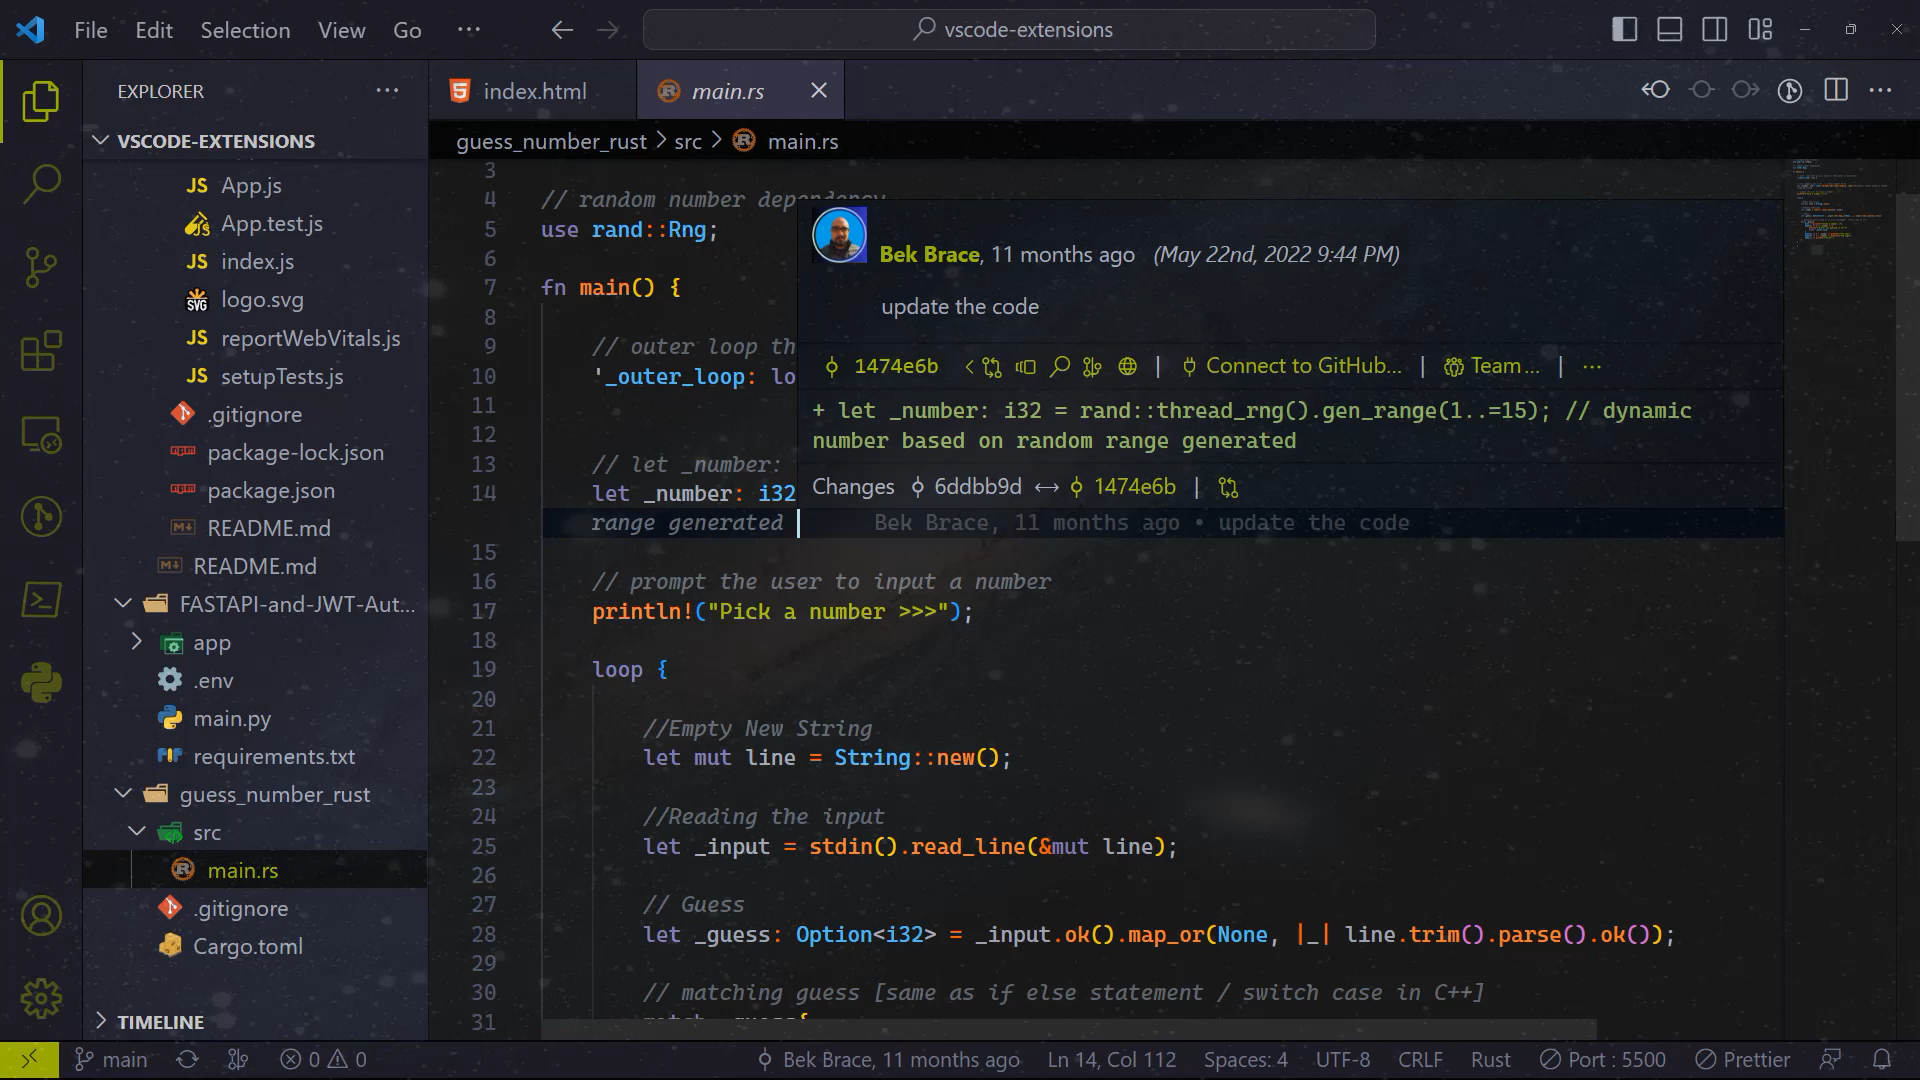 File Edit Selection View Go ··· vscode-extensions
EXPLORER ···
VSCODE-EXTENSIONS
JS App.js
App.test.js
JS index.js
SVG logo.svg
JS reportWebVitals.js
JS setupTests.js
.gitignore
package-lock.json
package.json
README.md
README.md
FASTAPI-and-JWT-Aut...
app
.env
main.py
requirements.txt
guess_number_rust
src
main.rs
.gitignore
Cargo.toml
TIMELINE
index.html main.rs
guess_number_rust > src > main.rs
3
4 // random number dependency
5 use rand::Rng;
6
7 fn main() {
8
9 // outer loop th
10 '_outer_loop: lo
11
12
13 // let _number:
14 let _number: i32
range generated Bek Brace, 11 months ago • update the code
15
16 // prompt the user to input a number
17 println!("Pick a number >>>");
18
19 loop {
20
21 //Empty New String
22 let mut line = String::new();
23
24 //Reading the input
25 let _input = stdin().read_line(&mut line);
26
27 // Guess
28 let _guess: Option<i32> = _input.ok().map_or(None, |_| line.trim().parse().ok());
29
30 // matching guess [same as if else statement / switch case in C++]
31
Bek Brace, 11 months ago (May 22nd, 2022 9:44 PM)
update the code
1474e6b | Connect to GitHub... | Team... | ···
+ let _number: i32 = rand::thread_rng().gen_range(1..=15); // dynamic
number based on random range generated
Changes 6ddbb9d ↔ 1474e6b |
main 0 0 Bek Brace, 11 months ago Ln 14, Col 112 Spaces: 4 UTF-8 CRLF Rust Port : 5500 Prettier